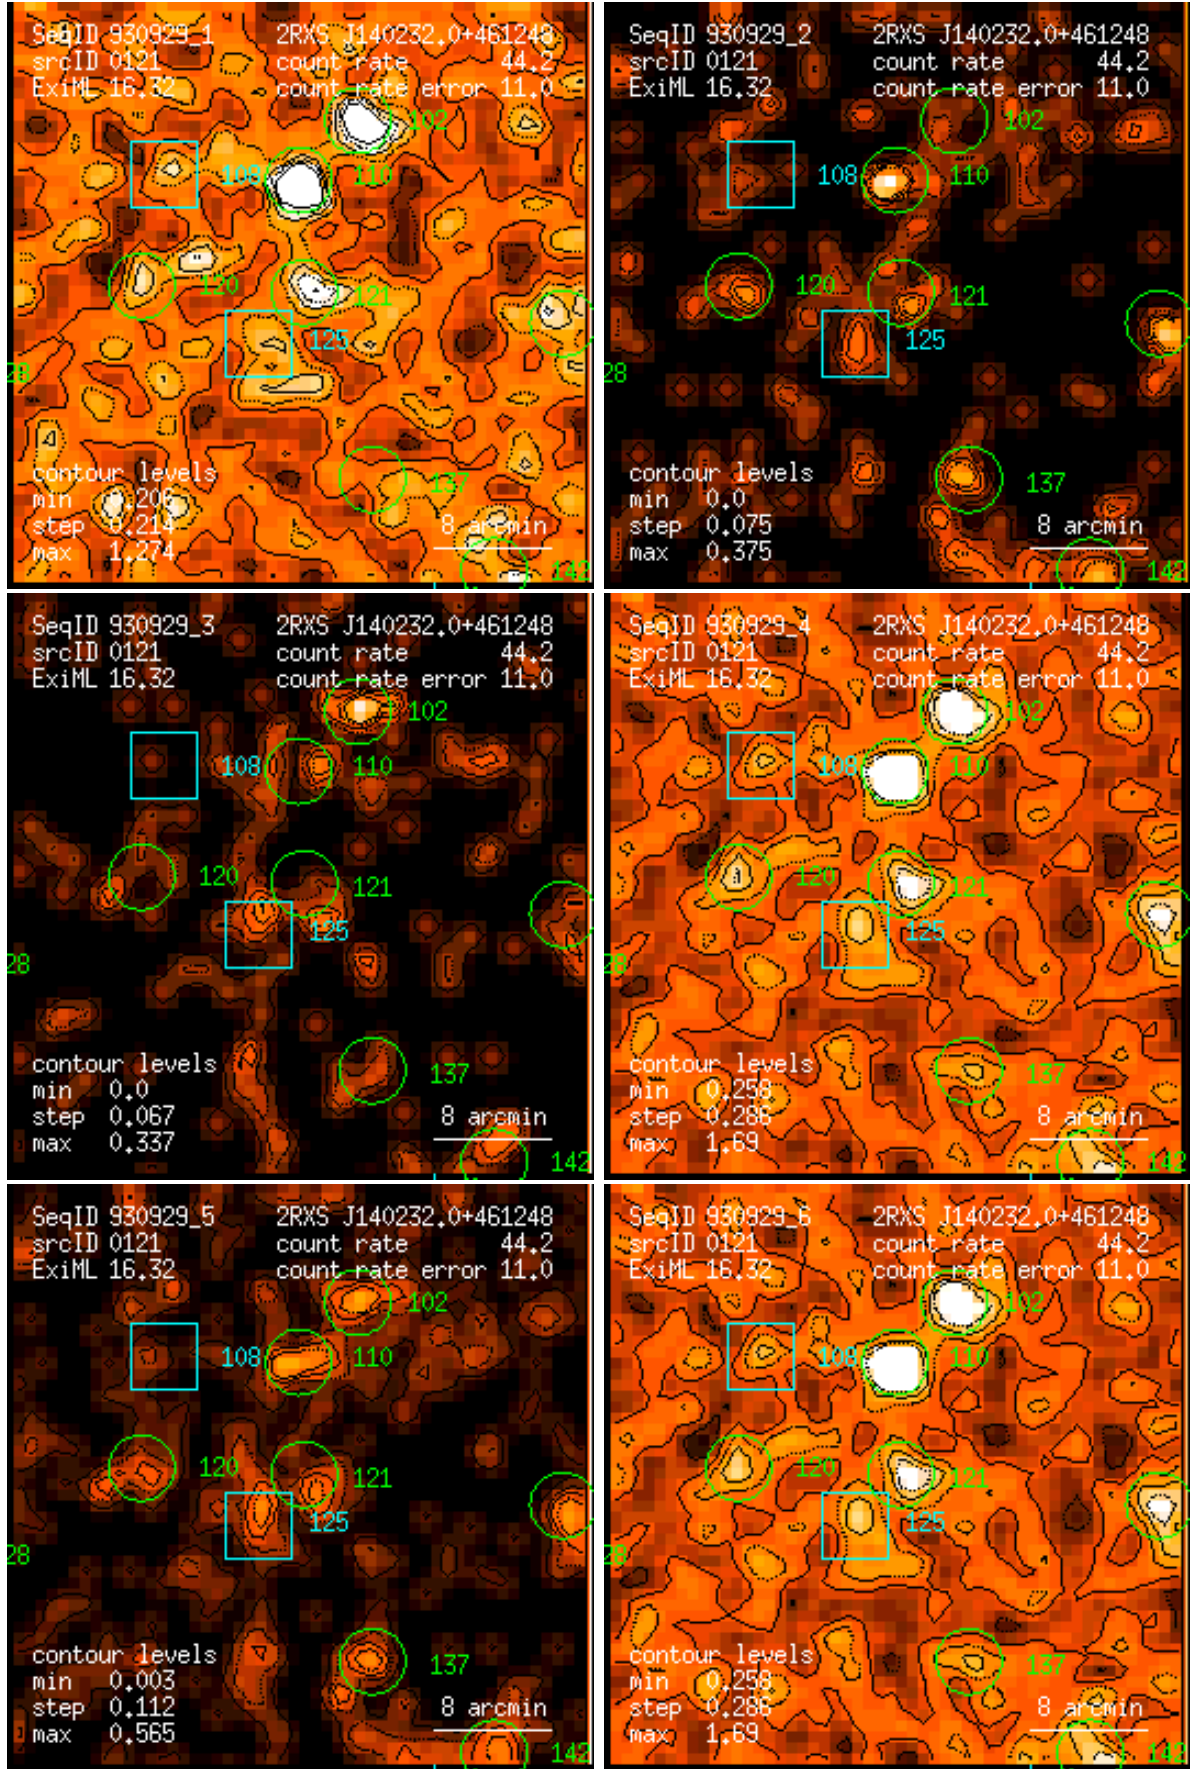 SeqID 930929_1 2RXS J140232.0+461248
srcID 0121 count rate 44.2
ExiML 16.32 count rate error 11.0
102
108 110
120 121
125
28
contour levels
137
min 0.206
step 0.214 8 arcmin
max 1.274
142
SeqID 930929_2 2RXS J140232.0+461248
srcID 0121 count rate 44.2
ExiML 16.32 count rate error 11.0
102
108 110
120 121
125
28
contour levels
137
min 0.0
step 0.075 8 arcmin
max 0.375
142
SeqID 930929_3 2RXS J140232.0+461248
srcID 0121 count rate 44.2
ExiML 16.32 count rate error 11.0
102
108 110
120 121
125
28
contour levels
137
min 0.0
step 0.067 8 arcmin
max 0.337
142
SeqID 930929_4 2RXS J140232.0+461248
srcID 0121 count rate 44.2
ExiML 16.32 count rate error 11.0
102
108 110
120 121
125
28
contour levels
137
min 0.258
step 0.286 8 arcmin
max 1.69
142
SeqID 930929_5 2RXS J140232.0+461248
srcID 0121 count rate 44.2
ExiML 16.32 count rate error 11.0
102
108 110
120 121
125
28
contour levels
137
min 0.003
step 0.112 8 arcmin
max 0.565
142
SeqID 930929_6 2RXS J140232.0+461248
srcID 0121 count rate 44.2
ExiML 16.32 count rate error 11.0
102
108 110
120 121
125
28
contour levels
137
min 0.258
step 0.286 8 arcmin
max 1.69
142